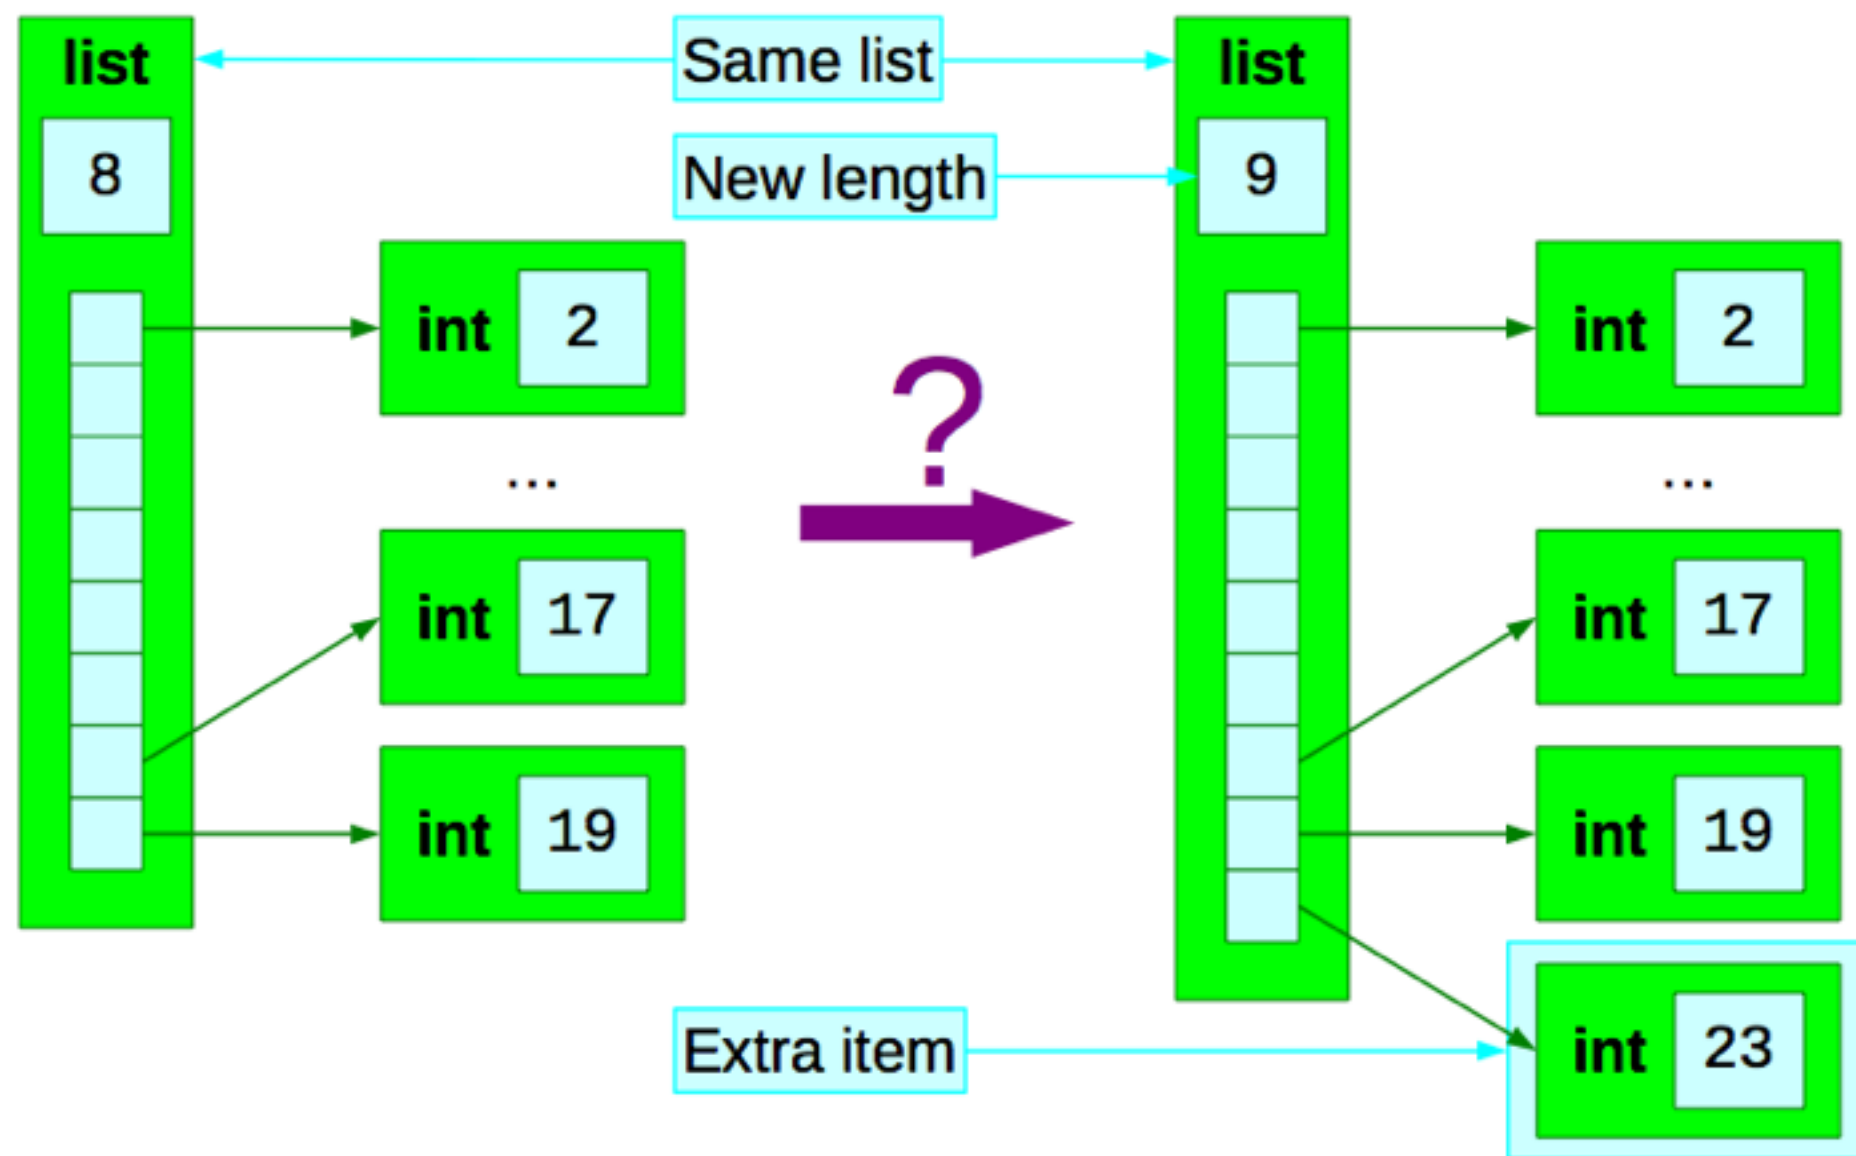 list
Same list
list
8
New length
9
int 2
int 2
?
...
...
int 17
int 17
int 19
int 19
Extra item
int 23